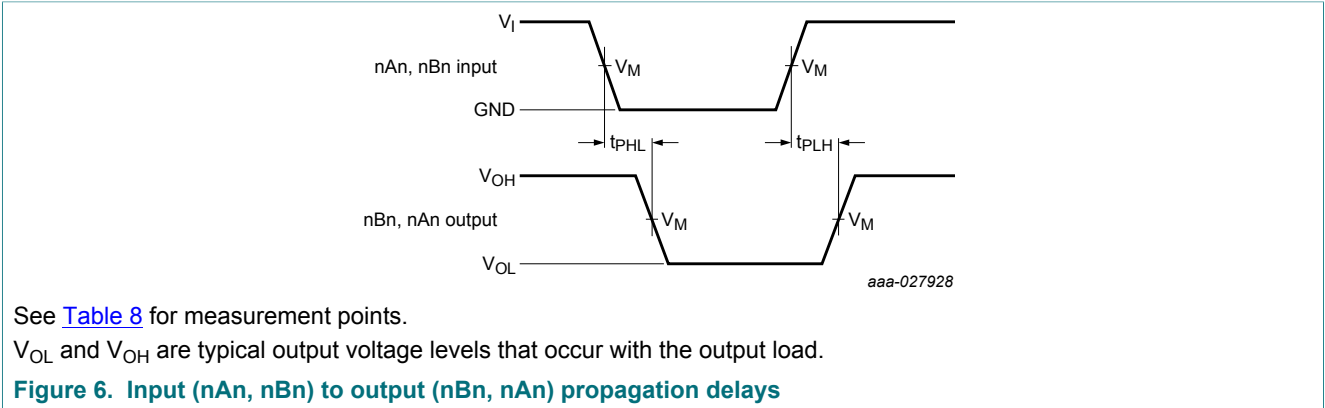 VI
nAn, nBn input
VM
VM
GND
tPHL
tPLH
VOH
nBn, nAn output
VM
VM
VOL
aaa-027928
See Table 8 for measurement points.
VOL and VOH are typical output voltage levels that occur with the output load.
Figure 6. Input (nAn, nBn) to output (nBn, nAn) propagation delays